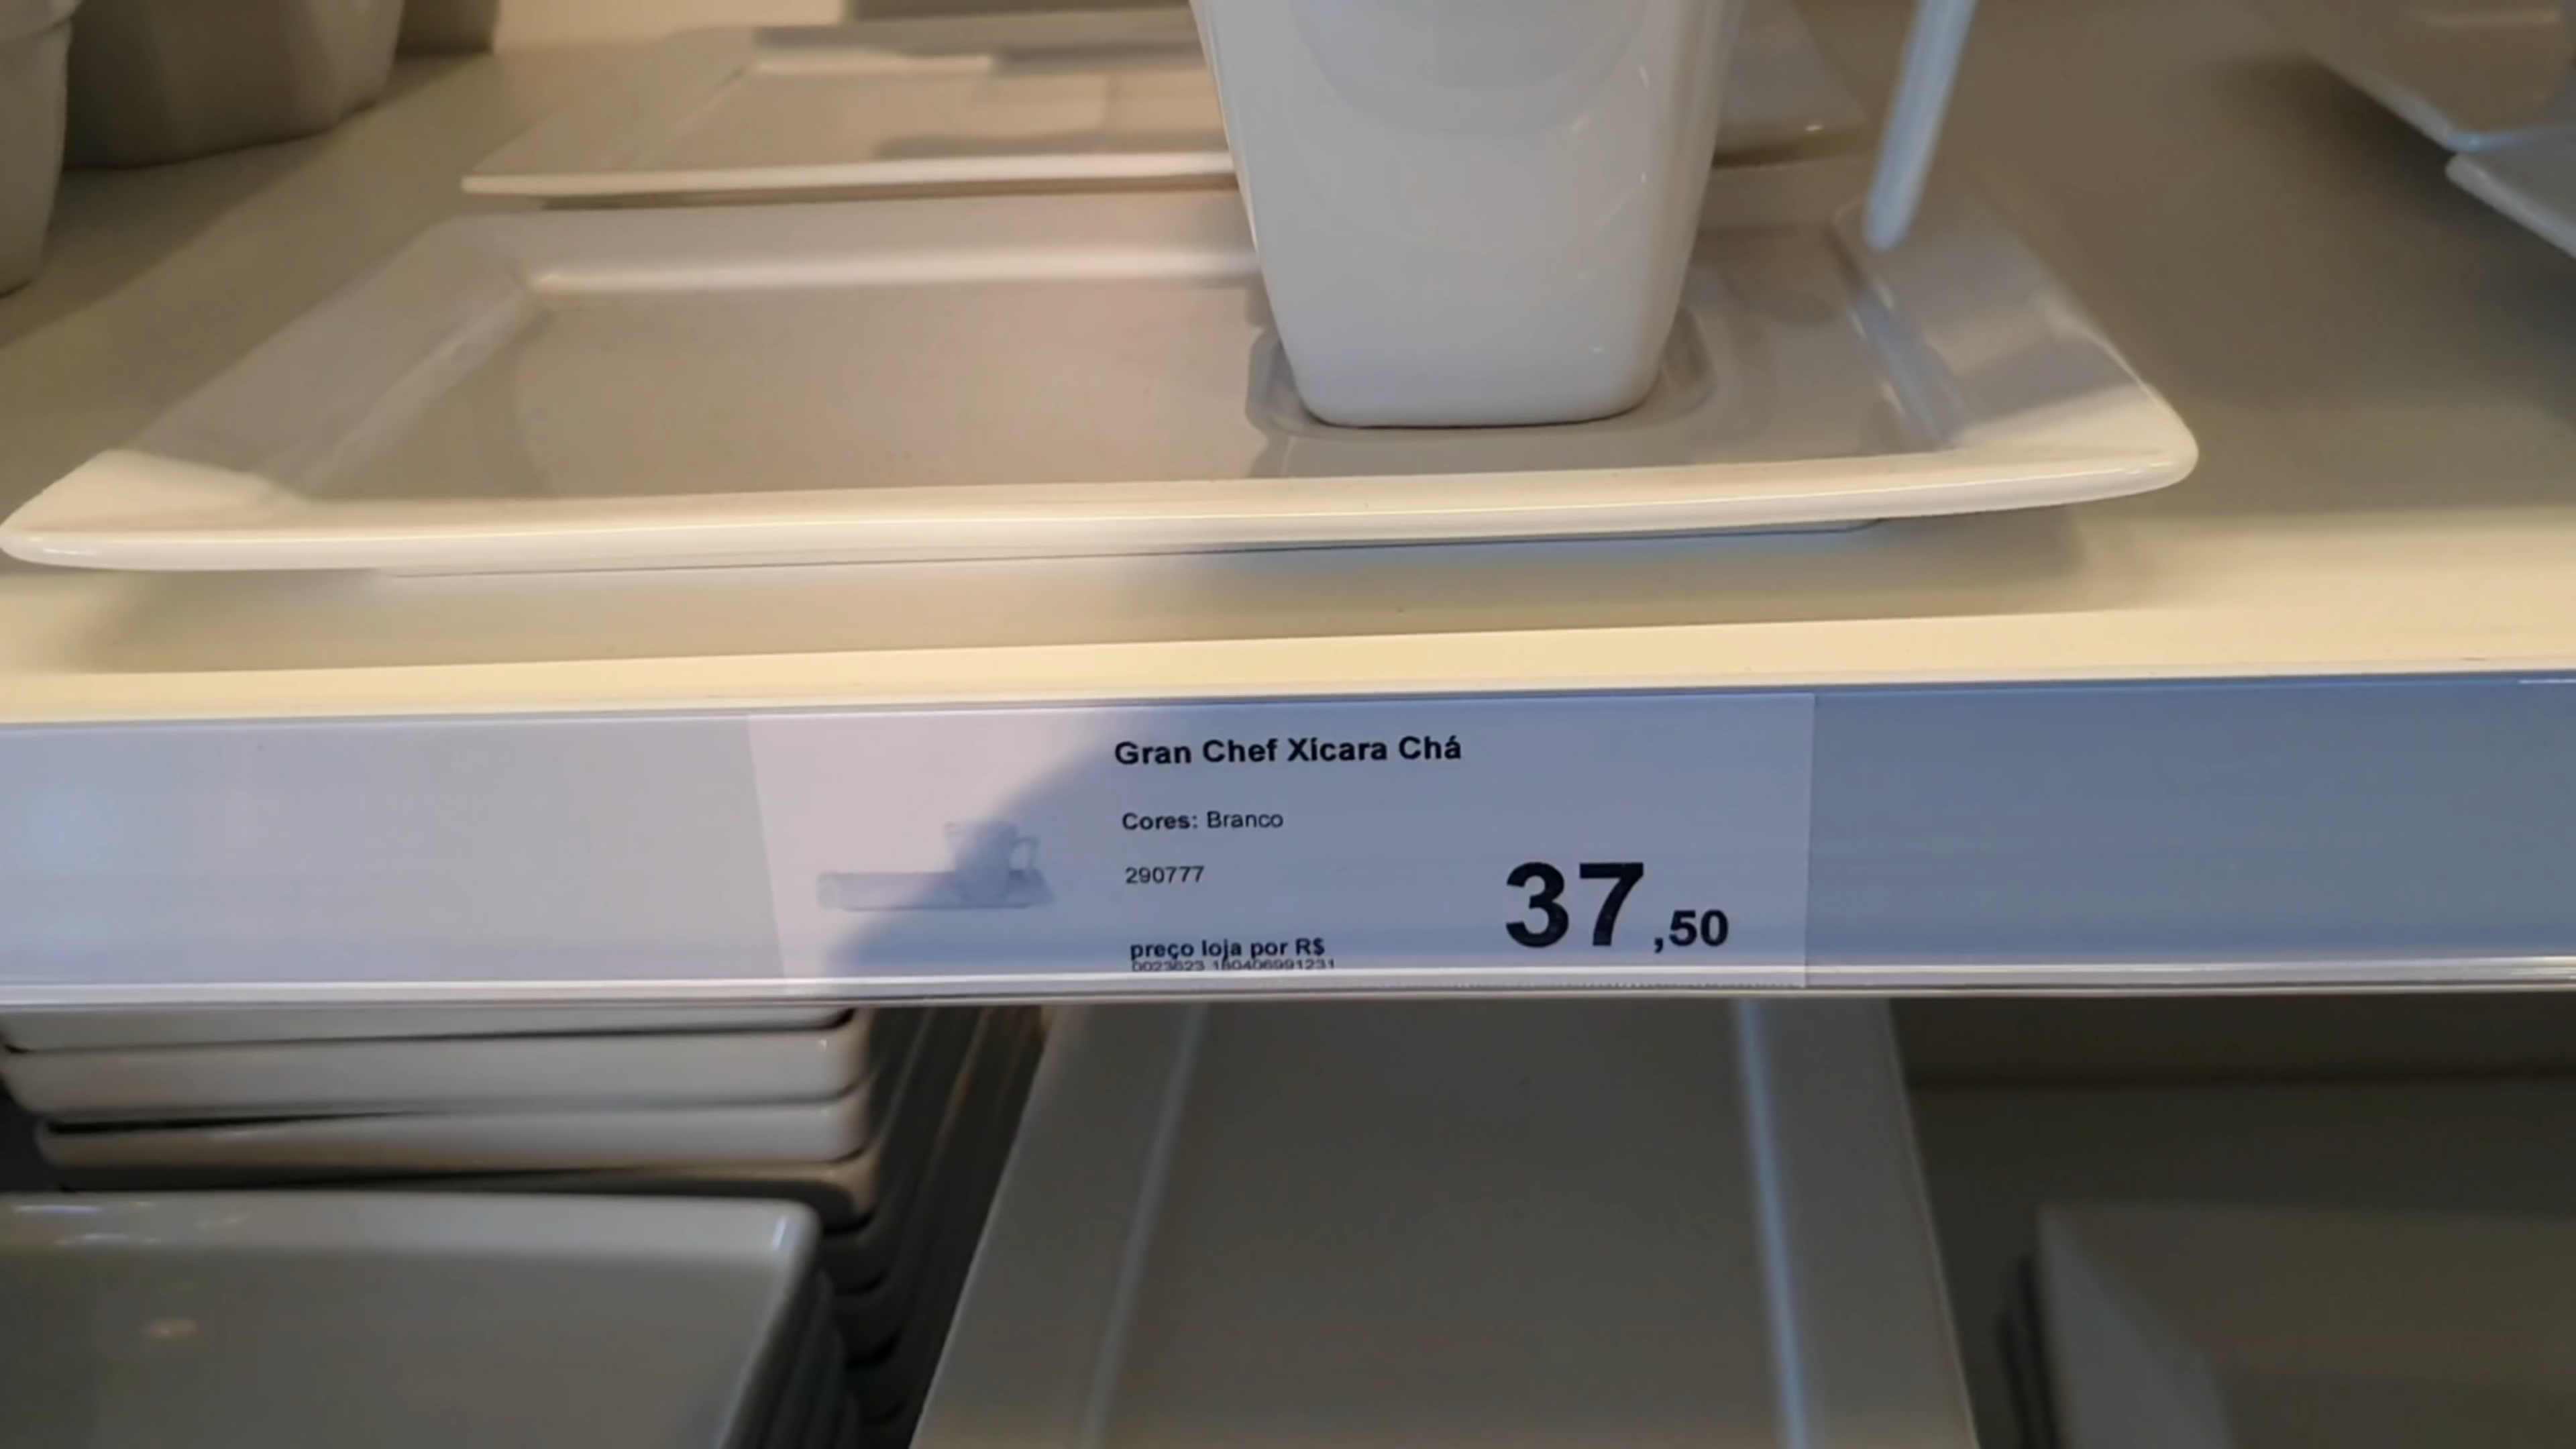 Gran Chef Xícara Chá
Cores: Branco
290777
37,50
preço loja por R$